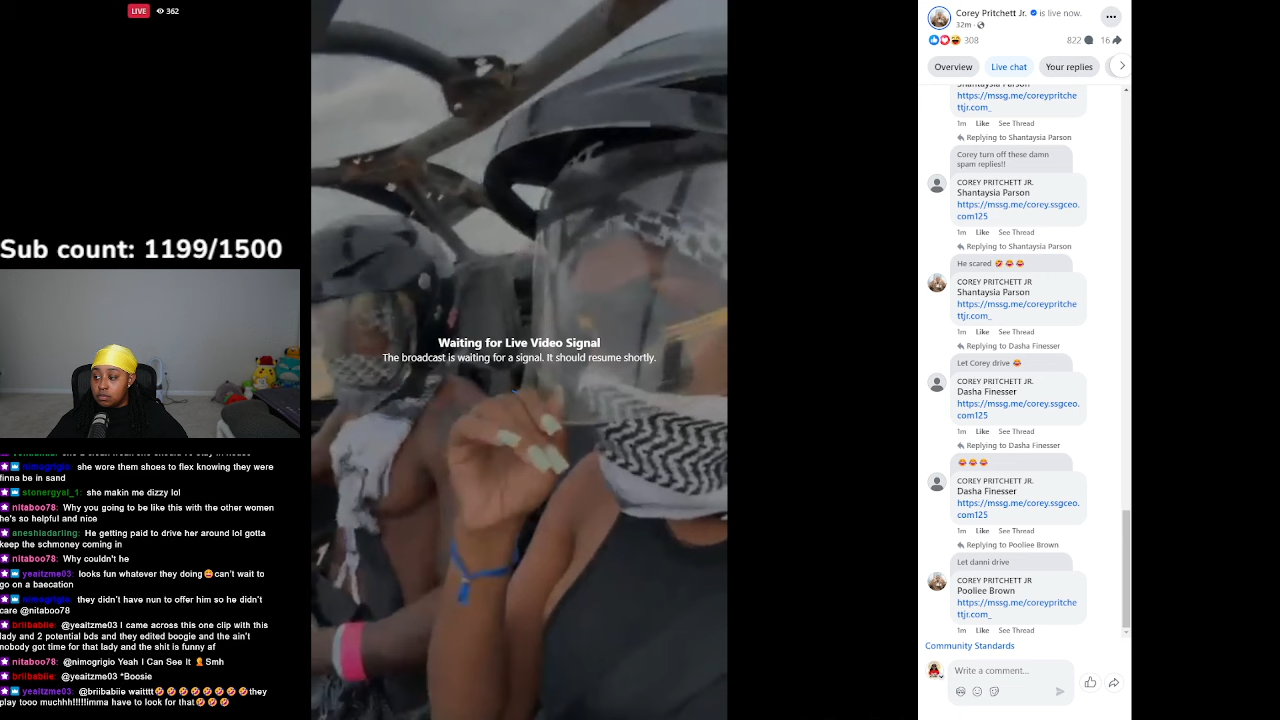 LIVE 362
Sub count: 1199/1500
nimogrigio: she wore them shoes to flex knowing they were
finna be in sand
stonergyal_1: she makin me dizzy lol
nitaboo78: Why you going to be like this with the other women
he's so helpful and nice
aneshiadarling: He getting paid to drive her around lol gotta
keep the schmoney coming in
nitaboo78: Why couldn't he
yeaitzme03: looks fun whatever they doing🤩can't wait to
go on a baecation
nimogrigio: they didn't have nun to offer him so he didn't
care @nitaboo78
briibabiie: @yeaitzme03 I came across this one clip with this
lady and 2 potential bds and they edited boogie and the ain't
nobody got time for that lady and the shit is funny af
nitaboo78: @nimogrigio Yeah I Can See It 🤦Smh
briibabiie: @yeaitzme03 *Boosie
yeaitzme03: @briibabiie waitttt🤣🤣🤣🤣🤣🤣🤣🤣🤣they
play tooo muchhh!!!!!imma have to look for that🤣🤣🤣
Waiting for Live Video Signal
The broadcast is waiting for a signal. It should resume shortly.
Corey Pritchett Jr. is live now.
32m ·
308 822 16
Overview Live chat Your replies
Shantaysia Parson
https://mssg.me/coreypritche
ttjr.com_
1m Like See Thread
Replying to Shantaysia Parson
Corey turn off these damn
spam replies!!
COREY PRITCHETT JR.
Shantaysia Parson
https://mssg.me/corey.ssgceo.
com125
1m Like See Thread
Replying to Shantaysia Parson
He scared 🤣 😂 😂
COREY PRITCHETT JR
Shantaysia Parson
https://mssg.me/coreypritche
ttjr.com_
1m Like See Thread
Replying to Dasha Finesser
Let Corey drive 😂
COREY PRITCHETT JR.
Dasha Finesser
https://mssg.me/corey.ssgceo.
com125
1m Like See Thread
Replying to Dasha Finesser
😂 😂 😂
COREY PRITCHETT JR.
Dasha Finesser
https://mssg.me/corey.ssgceo.
com125
1m Like See Thread
Replying to Pooliee Brown
Let danni drive
COREY PRITCHETT JR
Pooliee Brown
https://mssg.me/coreypritche
ttjr.com_
1m Like See Thread
Community Standards
Write a comment...